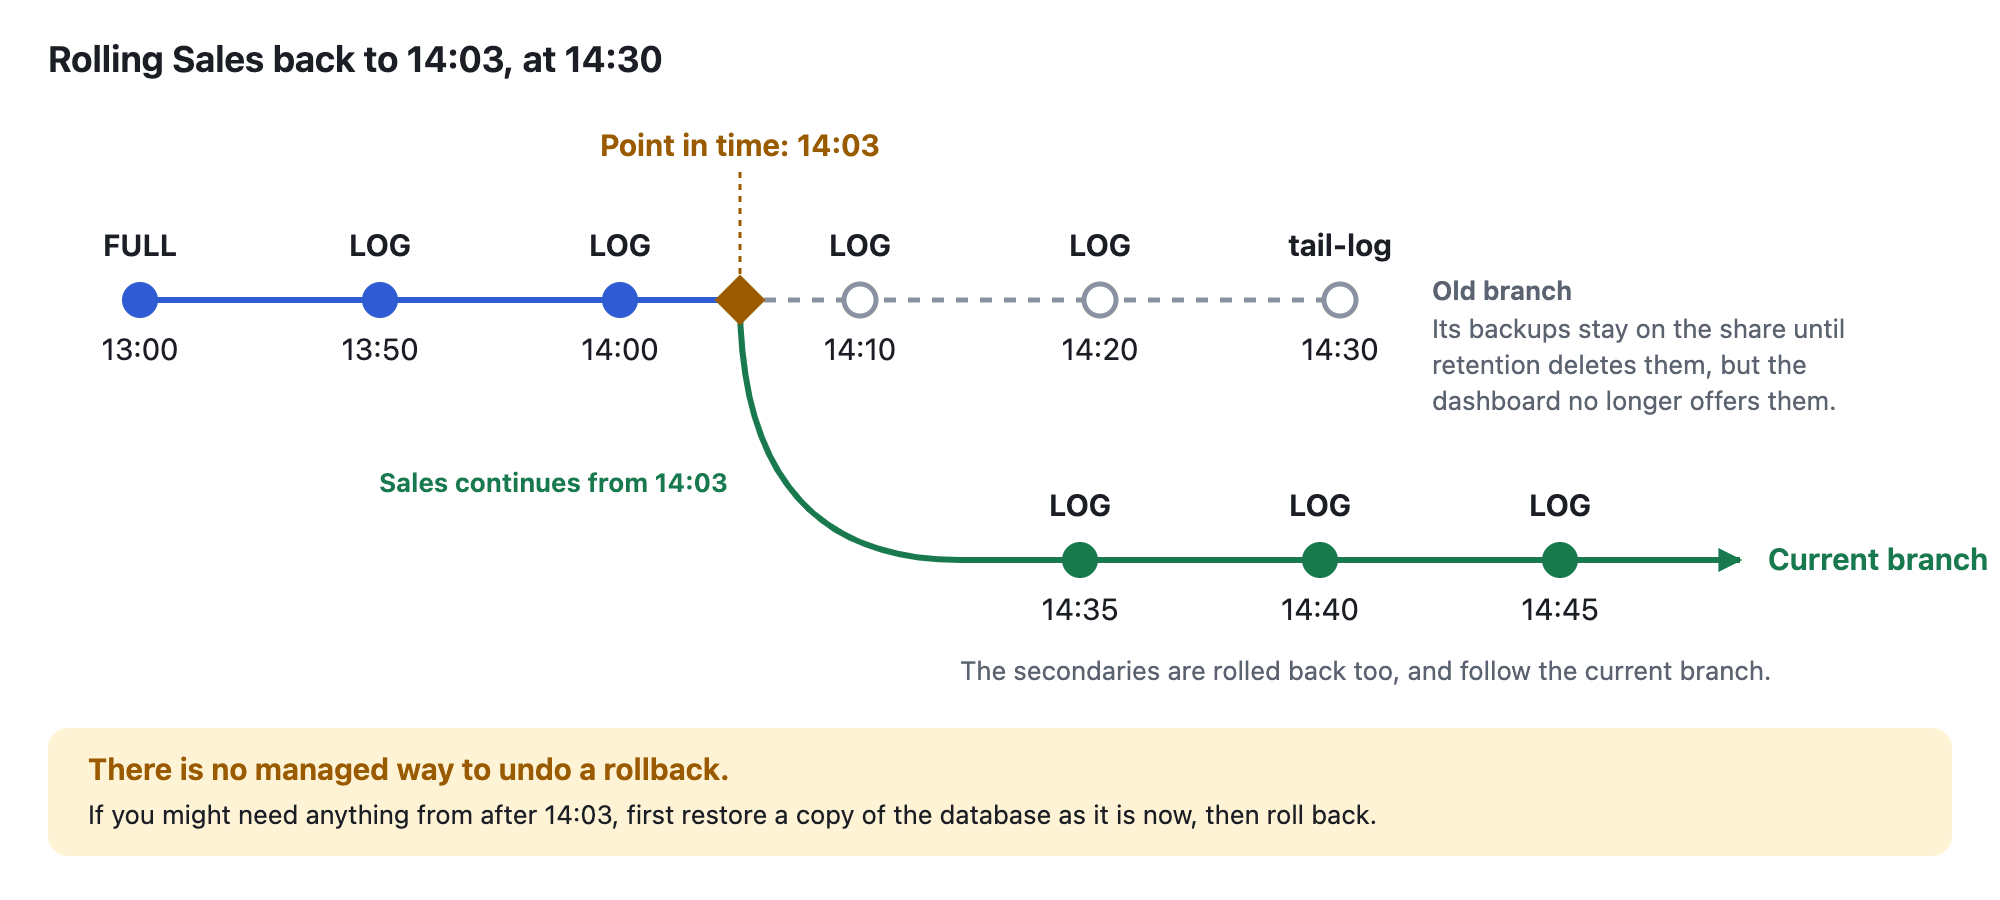 Rolling Sales back to 14:03, at 14:30
Point in time: 14:03
FULL LOG LOG LOG LOG tail-log
13:00 13:50 14:00 14:10 14:20 14:30
Old branch
Its backups stay on the share until
retention deletes them, but the
dashboard no longer offers them.
Sales continues from 14:03
LOG LOG LOG
Current branch
14:35 14:40 14:45
The secondaries are rolled back too, and follow the current branch.
There is no managed way to undo a rollback.
If you might need anything from after 14:03, first restore a copy of the database as it is now, then roll back.